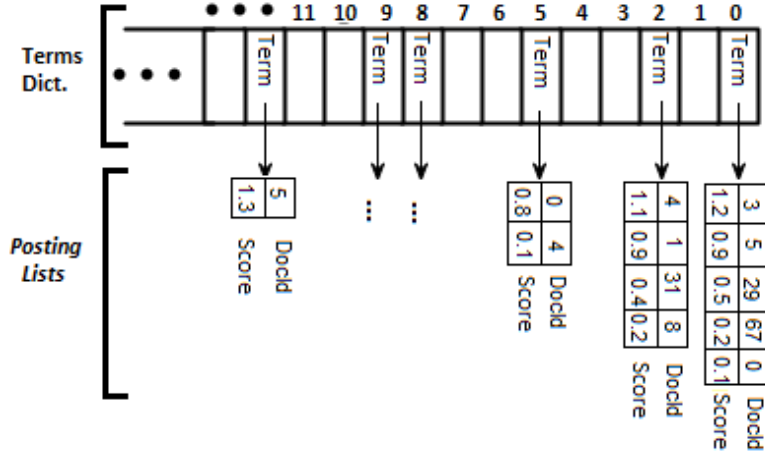 • • • 11 10 9 8 7 6 5 4 3 2 1 0
Terms
Dict.
• • •
Term Term Term Term Term Term
Posting
Lists
5
1.3
DocId
Score
...
...
0 4
0.8 0.1
DocId
Score
4 1 31 8
1.1 0.9 0.4 0.2
DocId
Score
3 5 29 67 0
1.2 0.9 0.5 0.2 0.1
DocId
Score